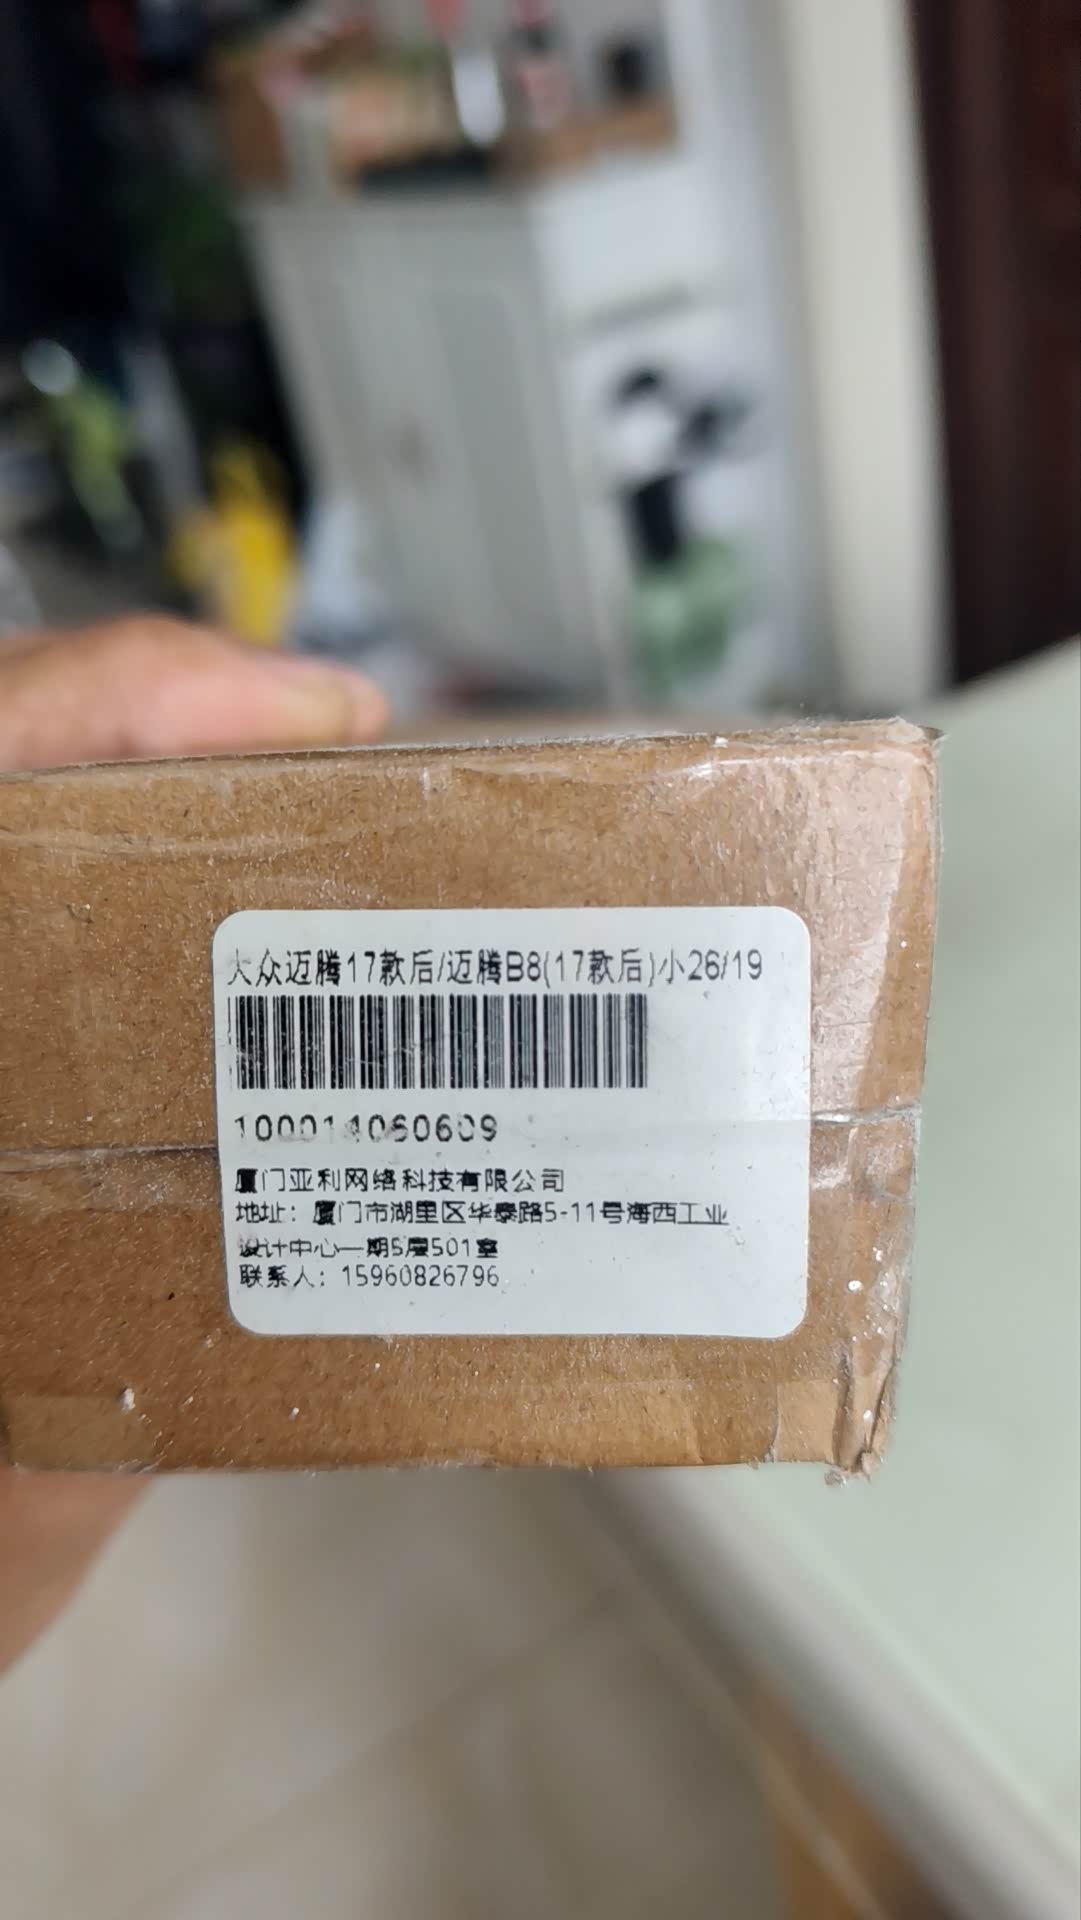 大众迈腾17款后/迈腾B8(17款后)小26/19
100014060609
厦门亚利网络科技有限公司
地址：厦门市湖里区华泰路5-11号海西工业
设计中心一期5层501室
联系人：15960826796